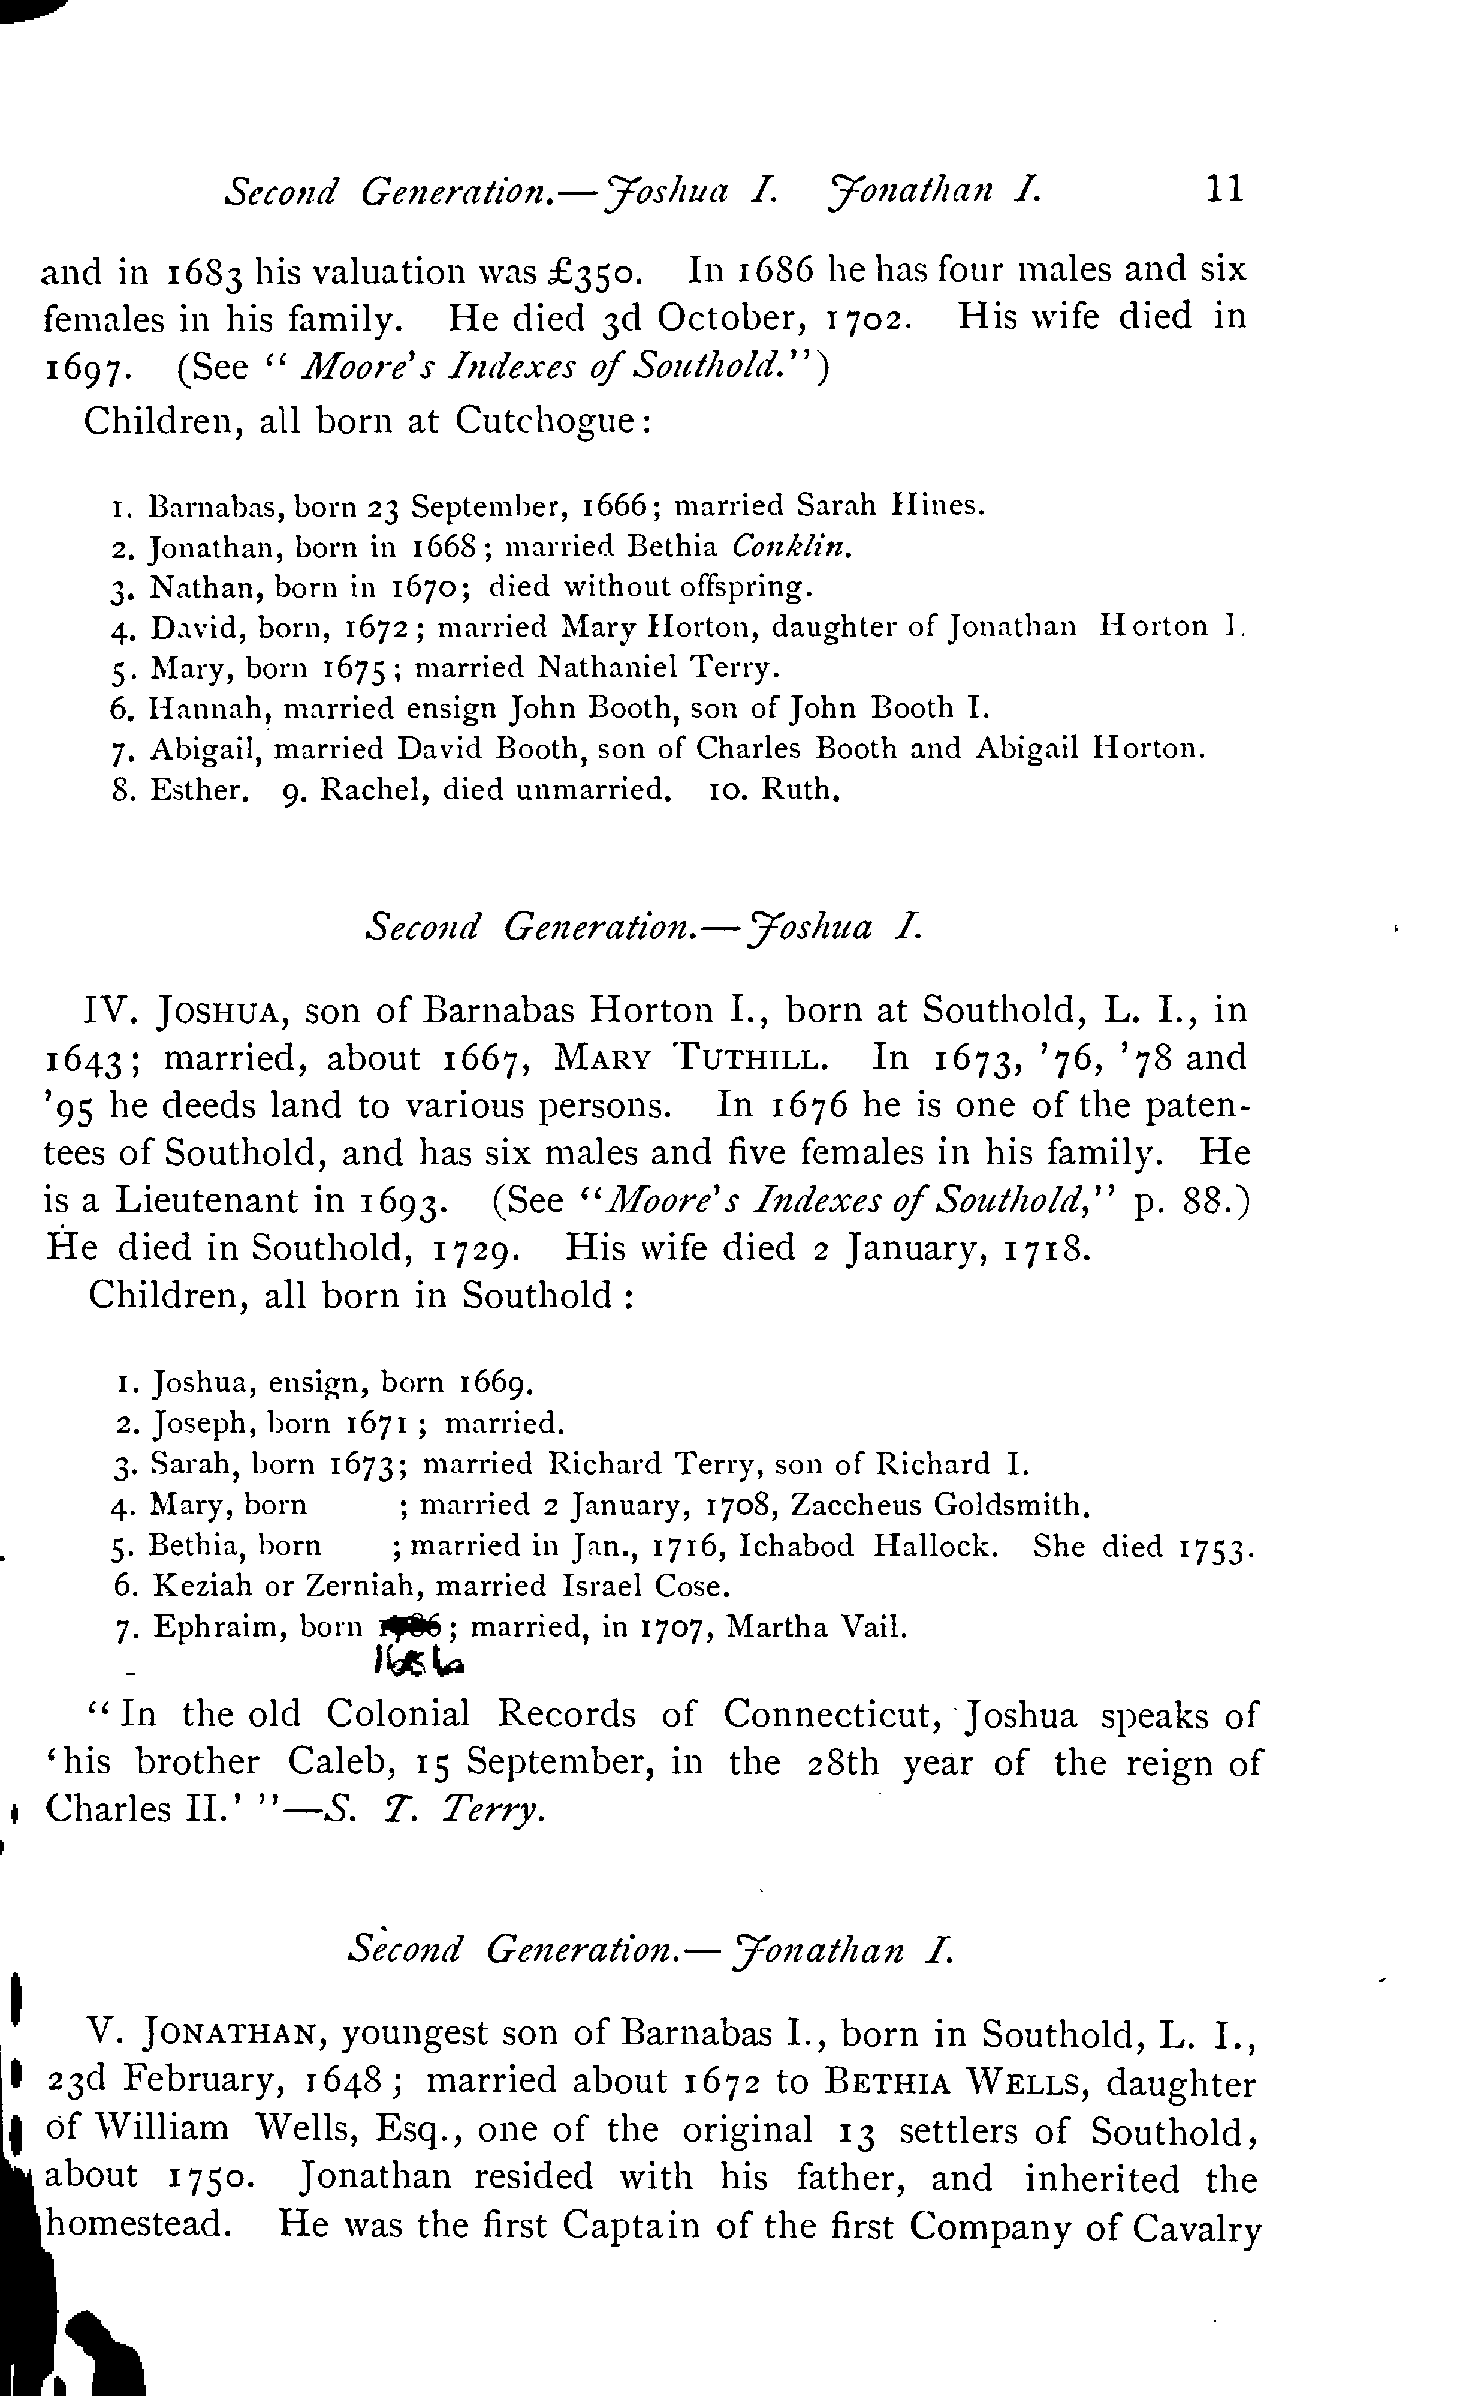 Second Generation.—Joshua I. Jonathan I. 11
and in 1683 his valuation was £350. In 1686 he has four males and six
females in his family. He died 3d October, 1702. His wife died in
1697. (See "Moore's Indexes of Southold.")
Children, all born at Cutchogue:
1. Barnabas, born 23 September, 1666; married Sarah Hines.
2. Jonathan, born in 1668; married Bethia Conklin.
3. Nathan, born in 1670; died without offspring.
4. David, born, 1672; married Mary Horton, daughter of Jonathan Horton I.
5. Mary, born 1675; married Nathaniel Terry.
6. Hannah, married ensign John Booth, son of John Booth I.
7. Abigail, married David Booth, son of Charles Booth and Abigail Horton.
8. Esther. 9. Rachel, died unmarried. 10. Ruth.
Second Generation.—Joshua I.
IV. JOSHUA, son of Barnabas Horton I., born at Southold, L. I., in
1643; married, about 1667, MARY TUTHILL. In 1673, '76, '78 and
'95 he deeds land to various persons. In 1676 he is one of the paten-
tees of Southold, and has six males and five females in his family. He
is a Lieutenant in 1693. (See "Moore's Indexes of Southold," p. 88.)
He died in Southold, 1729. His wife died 2 January, 1718.
Children, all born in Southold:
1. Joshua, ensign, born 1669.
2. Joseph, born 1671; married.
3. Sarah, born 1673; married Richard Terry, son of Richard I.
4. Mary, born ; married 2 January, 1708, Zaccheus Goldsmith.
5. Bethia, born ; married in Jan., 1716, Ichabod Hallock. She died 1753.
6. Keziah or Zerniah, married Israel Cose.
7. Ephraim, born ; married, in 1707, Martha Vail.
"In the old Colonial Records of Connecticut, Joshua speaks of
'his brother Caleb, 15 September, in the 28th year of the reign of
Charles II.' "—S. T. Terry.
Second Generation.—Jonathan I.
V. JONATHAN, youngest son of Barnabas I., born in Southold, L. I.,
23d February, 1648; married about 1672 to BETHIA WELLS, daughter
of William Wells, Esq., one of the original 13 settlers of Southold,
about 1750. Jonathan resided with his father, and inherited the
homestead. He was the first Captain of the first Company of Cavalry